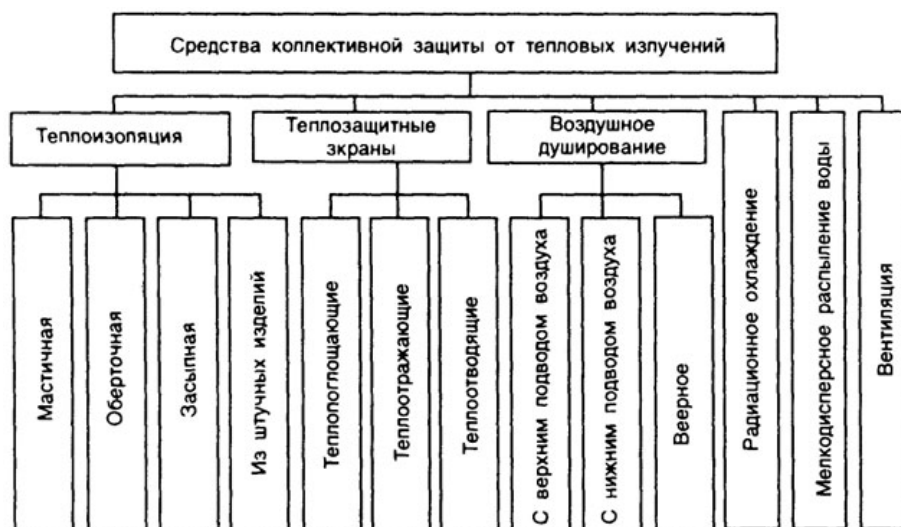 Средства коллективной защиты от тепловых излучений
Теплоизоляция
Теплозащитные
зкраны
Воздушное
душирование
Мастичная
Оберточная
Засыпная
Из штучных изделий
Теплопоглощающие
Теплоотражающие
Теплоотводящие
С верхним подводом воздуха
С нижним подводом воздуха
Веерное
Радиационное охлаждение
Мелкодисперсное распыление воды
Вентиляция